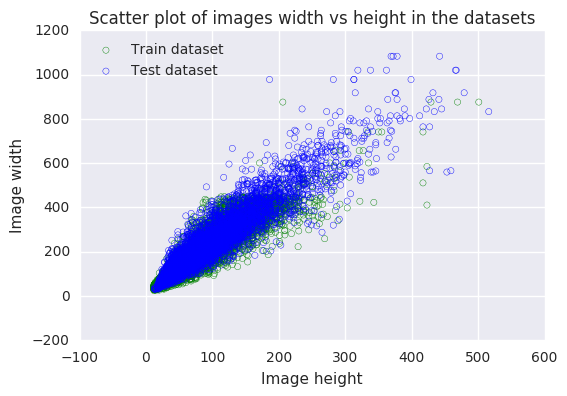 Scatter plot of images width vs height in the datasets
1200
Train dataset
Test dataset
1000
800
600
400
200
0
−200
Image width
−100 0 100 200 300 400 500 600
Image height